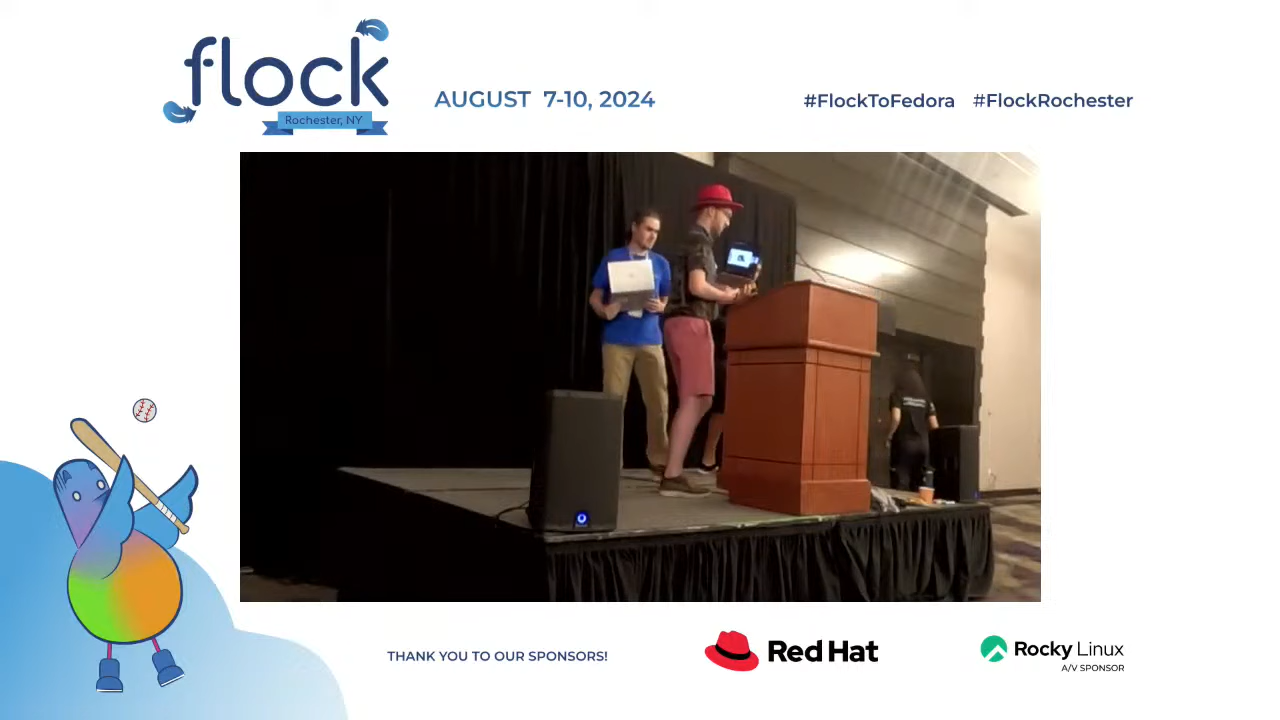 flock
Rochester, NY
AUGUST 7-10, 2024
#FlockToFedora #FlockRochester
THANK YOU TO OUR SPONSORS!
Red Hat
Rocky Linux
A/V SPONSOR